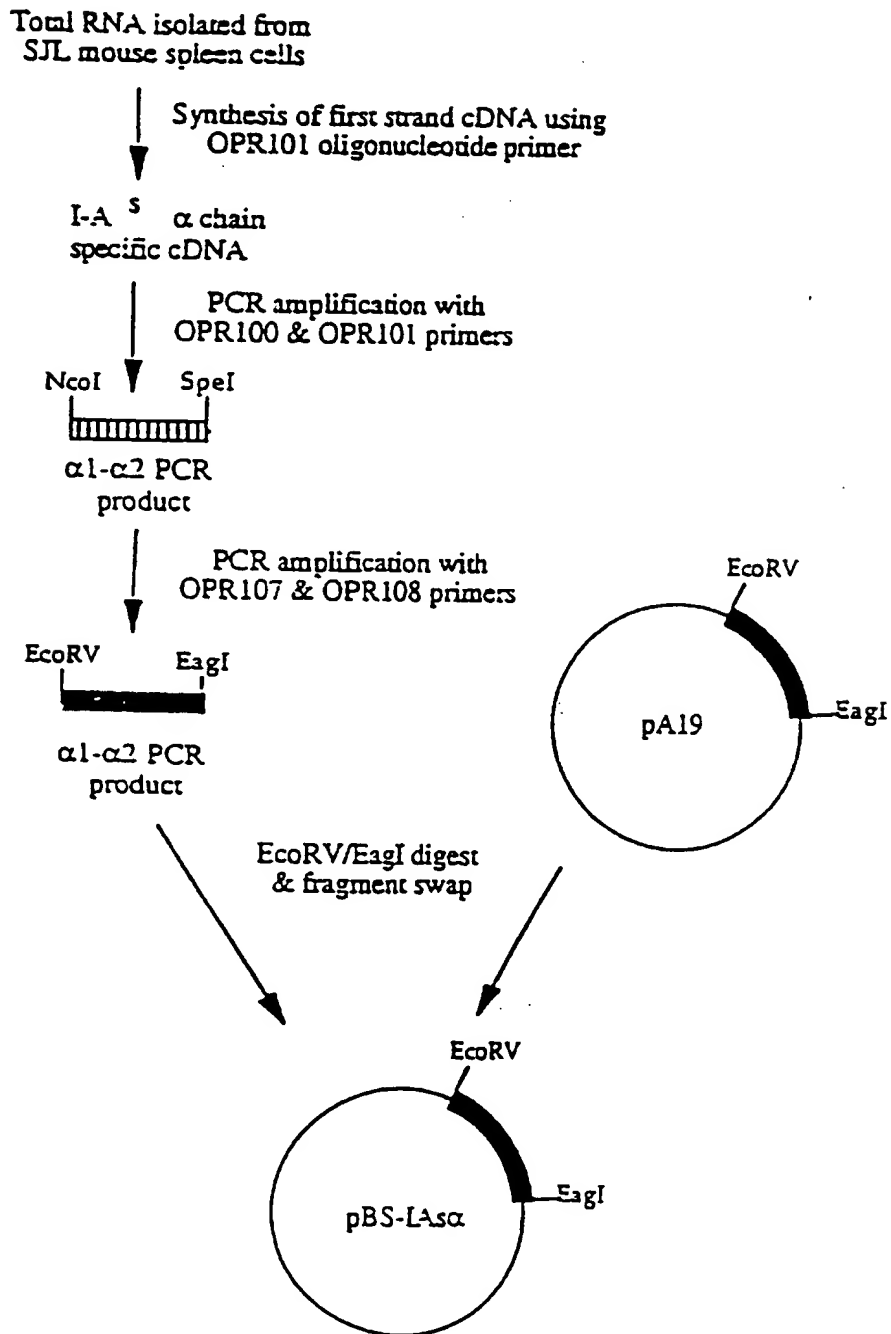 Total RNA isolated from
SJL mouse spleen cells
Synthesis of first strand cDNA using
OPR101 oligonucleotide primer
I-A s α chain
specific cDNA
PCR amplification with
OPR100 & OPR101 primers
NcoI SpeI
α1-α2 PCR
product
PCR amplification with
OPR107 & OPR108 primers
EcoRV EagI
α1-α2 PCR
product
EcoRV
EagI
pA19
EcoRV/EagI digest
& fragment swap
EcoRV
EagI
pBS-IAsα